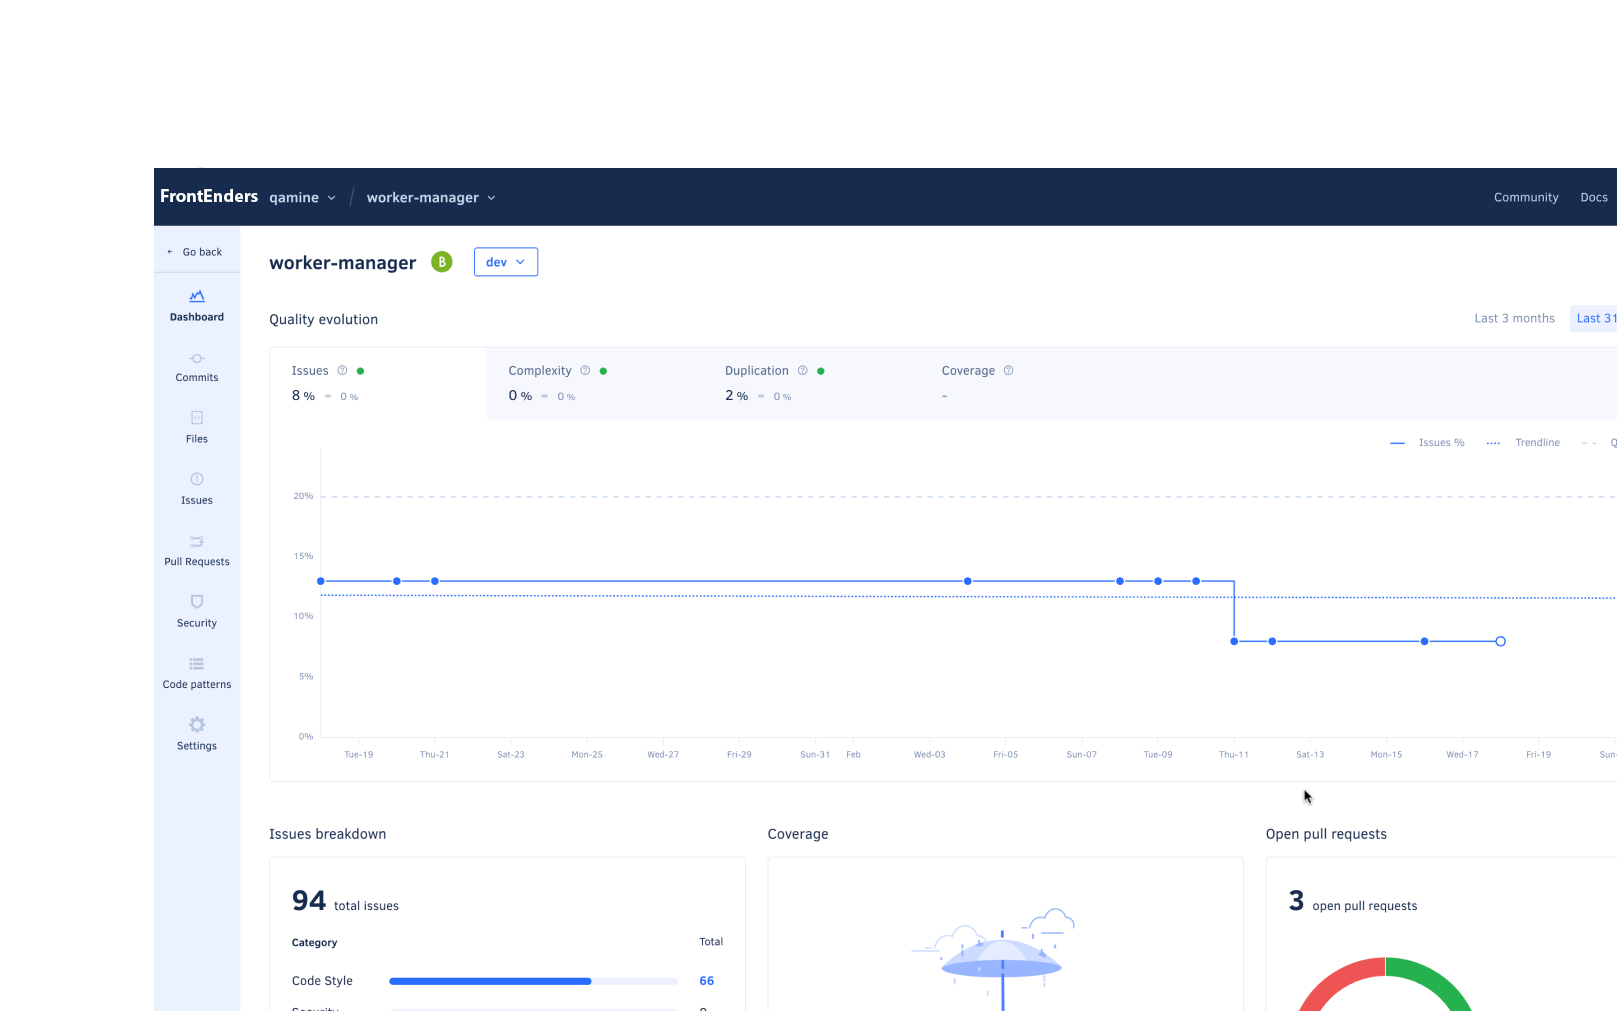 FrontEnders qamine / worker-manager Community Docs
Go back
worker-manager B dev
Dashboard
Commits
Files
Issues
Pull Requests
Security
Code patterns
Settings
Quality evolution Last 3 months Last 31
Issues Complexity Duplication Coverage
8 % = 0 % 0 % = 0 % 2 % = 0 % -
Issues % Trendline Q
20%
15%
10%
5%
0%
Tue-19 Thu-21 Sat-23 Mon-25 Wed-27 Fri-29 Sun-31 Feb Wed-03 Fri-05 Sun-07 Tue-09 Thu-11 Sat-13 Mon-15 Wed-17 Fri-19 Sun-
Issues breakdown Coverage Open pull requests
94 total issues
Category Total
Code Style 66
3 open pull requests